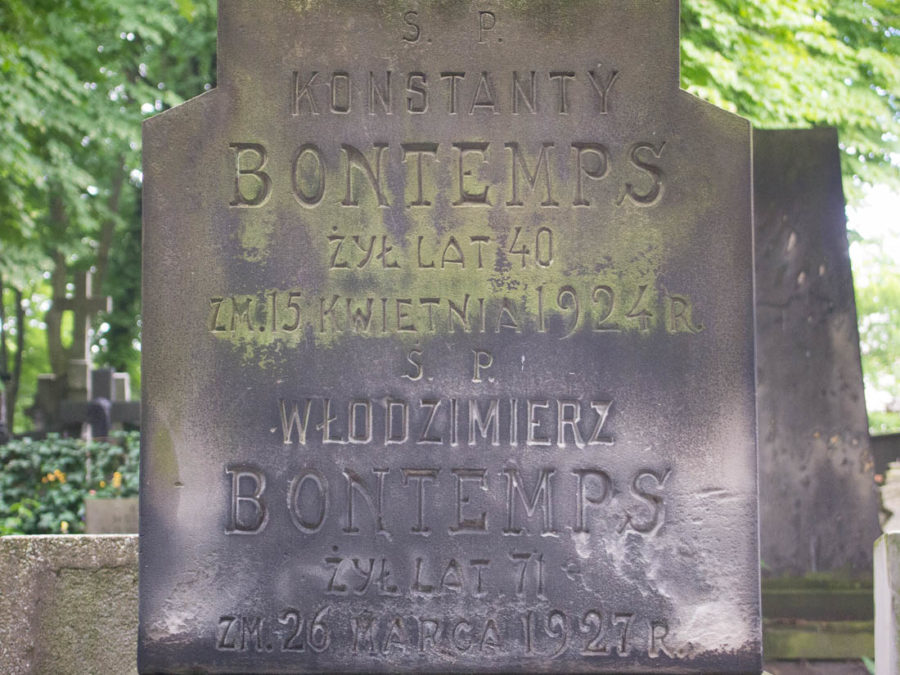 Ś. P.
KONSTANTY
BONTEMPS
ŻYŁ LAT 40
ZM. 15 KWIETNIA 1924 R.
Ś. P.
WŁODZIMIERZ
BONTEMPS
ŻYŁ LAT 71
ZM. 26 MARCA 1927 R.